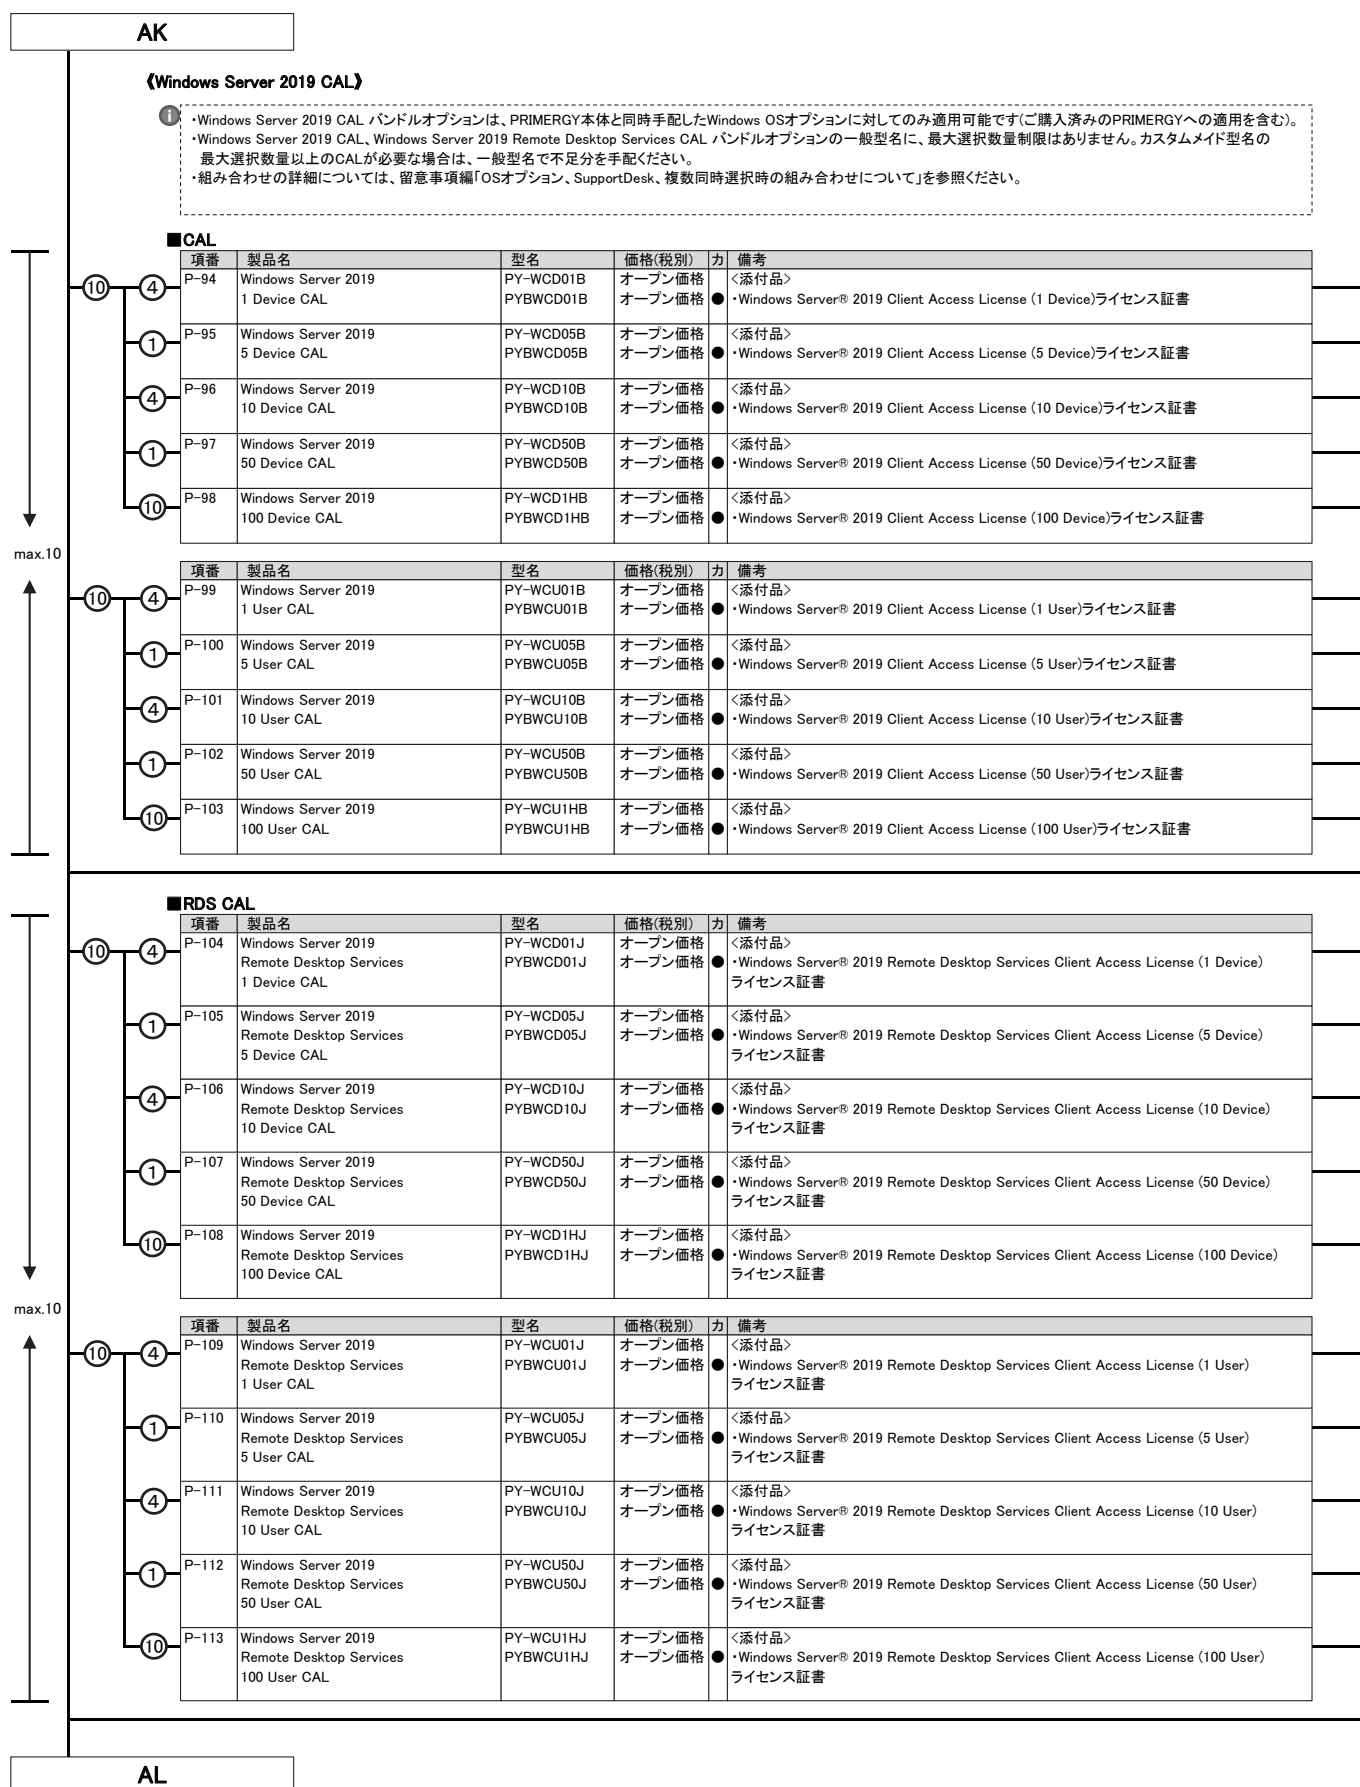 AK
《Windows Server 2019 CAL》
・Windows Server 2019 CAL バンドルオプションは、PRIMERGY本体と同時手配したWindows OSオプションに対してのみ適用可能です(ご購入済みのPRIMERGYへの適用を含む)。
・Windows Server 2019 CAL、Windows Server 2019 Remote Desktop Services CAL バンドルオプションの一般型名に、最大選択数量制限はありません。カスタムメイド型名の
最大選択数量以上のCALが必要な場合は、一般型名で不足分を手配ください。
・組み合わせの詳細については、留意事項編「OSオプション、SupportDesk、複数同時選択時の組み合わせについて」を参照ください。
■CAL
項番 製品名 型名 価格(税別) カ 備考
P-94 Windows Server 2019 PY-WCD01B オープン価格 <添付品>
⑩ ④ 1 Device CAL PYBWCD01B オープン価格 ● ・Windows Server® 2019 Client Access License (1 Device)ライセンス証書
P-95 Windows Server 2019 PY-WCD05B オープン価格 <添付品>
① 5 Device CAL PYBWCD05B オープン価格 ● ・Windows Server® 2019 Client Access License (5 Device)ライセンス証書
P-96 Windows Server 2019 PY-WCD10B オープン価格 <添付品>
④ 10 Device CAL PYBWCD10B オープン価格 ● ・Windows Server® 2019 Client Access License (10 Device)ライセンス証書
P-97 Windows Server 2019 PY-WCD50B オープン価格 <添付品>
① 50 Device CAL PYBWCD50B オープン価格 ● ・Windows Server® 2019 Client Access License (50 Device)ライセンス証書
P-98 Windows Server 2019 PY-WCD1HB オープン価格 <添付品>
⑩ 100 Device CAL PYBWCD1HB オープン価格 ● ・Windows Server® 2019 Client Access License (100 Device)ライセンス証書
max.10
項番 製品名 型名 価格(税別) カ 備考
P-99 Windows Server 2019 PY-WCU01B オープン価格 <添付品>
⑩ ④ 1 User CAL PYBWCU01B オープン価格 ● ・Windows Server® 2019 Client Access License (1 User)ライセンス証書
P-100 Windows Server 2019 PY-WCU05B オープン価格 <添付品>
① 5 User CAL PYBWCU05B オープン価格 ● ・Windows Server® 2019 Client Access License (5 User)ライセンス証書
P-101 Windows Server 2019 PY-WCU10B オープン価格 <添付品>
④ 10 User CAL PYBWCU10B オープン価格 ● ・Windows Server® 2019 Client Access License (10 User)ライセンス証書
P-102 Windows Server 2019 PY-WCU50B オープン価格 <添付品>
① 50 User CAL PYBWCU50B オープン価格 ● ・Windows Server® 2019 Client Access License (50 User)ライセンス証書
P-103 Windows Server 2019 PY-WCU1HB オープン価格 <添付品>
⑩ 100 User CAL PYBWCU1HB オープン価格 ● ・Windows Server® 2019 Client Access License (100 User)ライセンス証書
■RDS CAL
項番 製品名 型名 価格(税別) カ 備考
P-104 Windows Server 2019 PY-WCD01J オープン価格 <添付品>
⑩ ④ Remote Desktop Services PYBWCD01J オープン価格 ● ・Windows Server® 2019 Remote Desktop Services Client Access License (1 Device)
1 Device CAL ライセンス証書
P-105 Windows Server 2019 PY-WCD05J オープン価格 <添付品>
① Remote Desktop Services PYBWCD05J オープン価格 ● ・Windows Server® 2019 Remote Desktop Services Client Access License (5 Device)
5 Device CAL ライセンス証書
P-106 Windows Server 2019 PY-WCD10J オープン価格 <添付品>
④ Remote Desktop Services PYBWCD10J オープン価格 ● ・Windows Server® 2019 Remote Desktop Services Client Access License (10 Device)
10 Device CAL ライセンス証書
P-107 Windows Server 2019 PY-WCD50J オープン価格 <添付品>
① Remote Desktop Services PYBWCD50J オープン価格 ● ・Windows Server® 2019 Remote Desktop Services Client Access License (50 Device)
50 Device CAL ライセンス証書
P-108 Windows Server 2019 PY-WCD1HJ オープン価格 <添付品>
⑩ Remote Desktop Services PYBWCD1HJ オープン価格 ● ・Windows Server® 2019 Remote Desktop Services Client Access License (100 Device)
100 Device CAL ライセンス証書
max.10
項番 製品名 型名 価格(税別) カ 備考
P-109 Windows Server 2019 PY-WCU01J オープン価格 <添付品>
⑩ ④ Remote Desktop Services PYBWCU01J オープン価格 ● ・Windows Server® 2019 Remote Desktop Services Client Access License (1 User)
1 User CAL ライセンス証書
P-110 Windows Server 2019 PY-WCU05J オープン価格 <添付品>
① Remote Desktop Services PYBWCU05J オープン価格 ● ・Windows Server® 2019 Remote Desktop Services Client Access License (5 User)
5 User CAL ライセンス証書
P-111 Windows Server 2019 PY-WCU10J オープン価格 <添付品>
④ Remote Desktop Services PYBWCU10J オープン価格 ● ・Windows Server® 2019 Remote Desktop Services Client Access License (10 User)
10 User CAL ライセンス証書
P-112 Windows Server 2019 PY-WCU50J オープン価格 <添付品>
① Remote Desktop Services PYBWCU50J オープン価格 ● ・Windows Server® 2019 Remote Desktop Services Client Access License (50 User)
50 User CAL ライセンス証書
P-113 Windows Server 2019 PY-WCU1HJ オープン価格 <添付品>
⑩ Remote Desktop Services PYBWCU1HJ オープン価格 ● ・Windows Server® 2019 Remote Desktop Services Client Access License (100 User)
100 User CAL ライセンス証書
AL